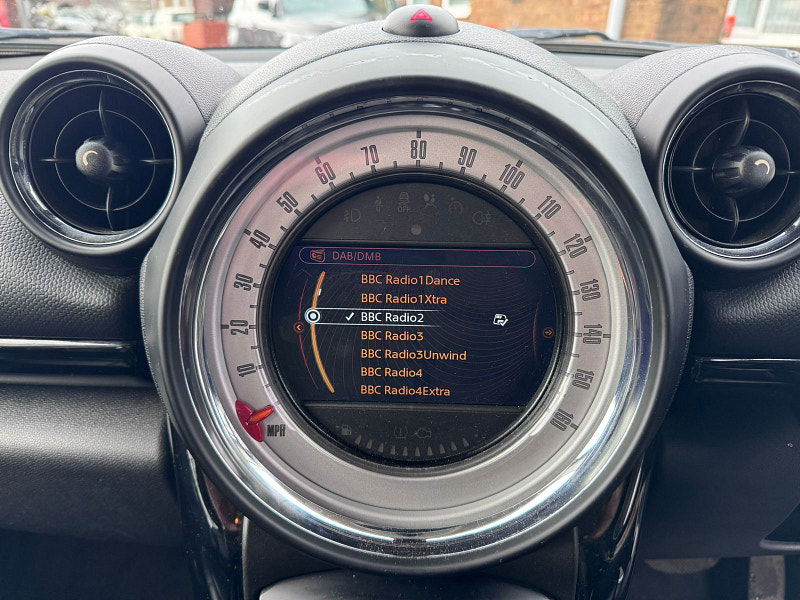 10
20
30
40
50
60
70
80
90
100
110
120
130
140
150
160
MPH
OFF
DAB/DMB
BBC Radio1Dance
BBC Radio1Xtra
BBC Radio2
BBC Radio3
BBC Radio3Unwind
BBC Radio4
BBC Radio4Extra